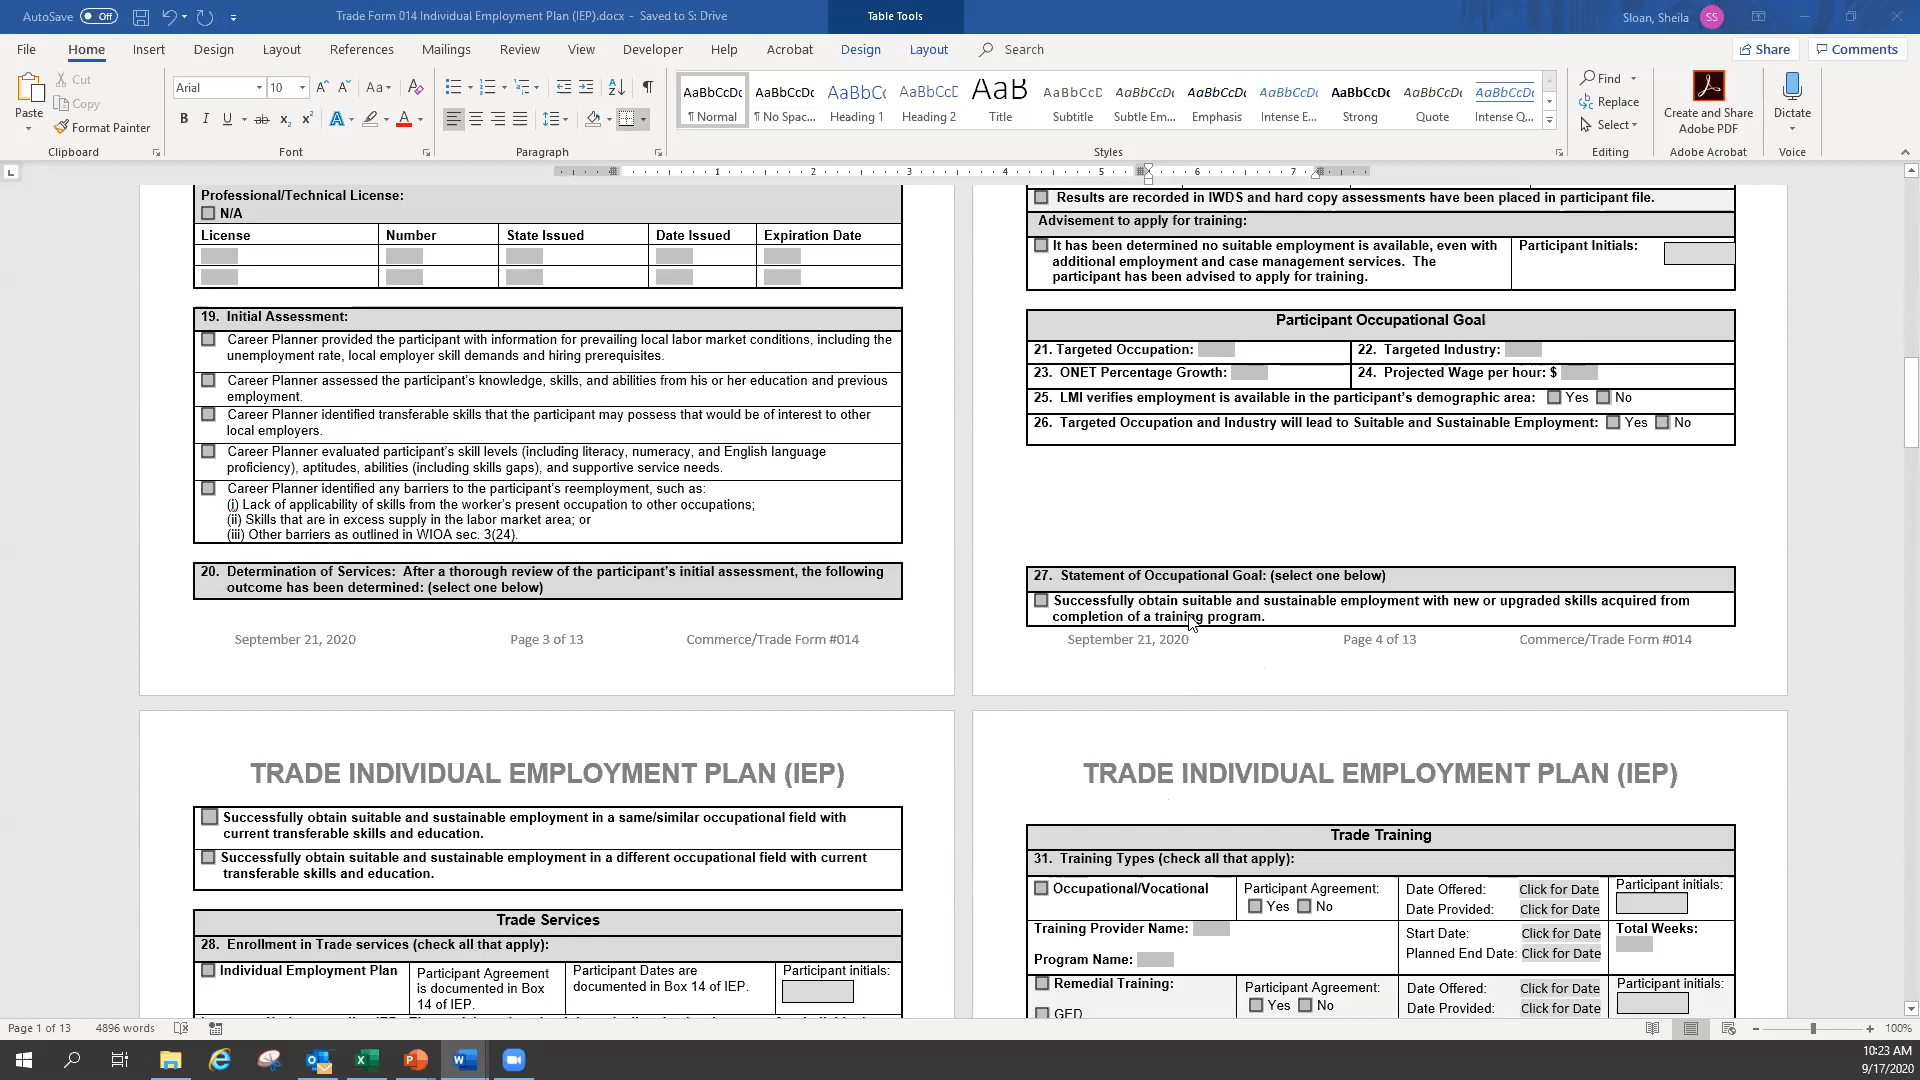 AutoSave Off
Trade Form 014 Individual Employment Plan (IEP).docx - Saved to S: Drive
Table Tools
Sloan, Sheila SS
File Home Insert Design Layout References Mailings Review View Developer Help Acrobat Design Layout Search
Share Comments
Paste
Cut
Copy
Format Painter
Clipboard
Arial 10
Font
Paragraph
AaBbCcDc ¶ Normal
AaBbCcDc ¶ No Spac...
AaBbCc Heading 1
AaBbCcD Heading 2
AaB Title
AaBbCcD Subtitle
AaBbCcDc Subtle Em...
AaBbCcDc Emphasis
AaBbCcDc Intense E...
AaBbCcDc Strong
AaBbCcDc Quote
AaBbCcDc Intense Q...
Styles
Find
Replace
Select
Editing
Create and Share
Adobe PDF
Adobe Acrobat
Dictate
Voice
1 2 3 4 5 6 7
Professional/Technical License:
N/A
License Number State Issued Date Issued Expiration Date
19. Initial Assessment:
Career Planner provided the participant with information for prevailing local labor market conditions, including the
unemployment rate, local employer skill demands and hiring prerequisites.
Career Planner assessed the participant's knowledge, skills, and abilities from his or her education and previous
employment.
Career Planner identified transferable skills that the participant may possess that would be of interest to other
local employers.
Career Planner evaluated participant's skill levels (including literacy, numeracy, and English language
proficiency), aptitudes, abilities (including skills gaps), and supportive service needs.
Career Planner identified any barriers to the participant's reemployment, such as:
(i) Lack of applicability of skills from the worker's present occupation to other occupations;
(ii) Skills that are in excess supply in the labor market area; or
(iii) Other barriers as outlined in WIOA sec. 3(24).
20. Determination of Services: After a thorough review of the participant's initial assessment, the following
outcome has been determined: (select one below)
September 21, 2020 Page 3 of 13 Commerce/Trade Form #014
Results are recorded in IWDS and hard copy assessments have been placed in participant file.
Advisement to apply for training:
It has been determined no suitable employment is available, even with
additional employment and case management services. The
participant has been advised to apply for training.
Participant Initials:
Participant Occupational Goal
21. Targeted Occupation: 22. Targeted Industry:
23. ONET Percentage Growth: 24. Projected Wage per hour: $
25. LMI verifies employment is available in the participant's demographic area: Yes No
26. Targeted Occupation and Industry will lead to Suitable and Sustainable Employment: Yes No
27. Statement of Occupational Goal: (select one below)
Successfully obtain suitable and sustainable employment with new or upgraded skills acquired from
completion of a training program.
September 21, 2020 Page 4 of 13 Commerce/Trade Form #014
TRADE INDIVIDUAL EMPLOYMENT PLAN (IEP)
Successfully obtain suitable and sustainable employment in a same/similar occupational field with
current transferable skills and education.
Successfully obtain suitable and sustainable employment in a different occupational field with current
transferable skills and education.
Trade Services
28. Enrollment in Trade services (check all that apply):
Individual Employment Plan
Participant Agreement
is documented in Box
14 of IEP.
Participant Dates are
documented in Box 14 of IEP.
Participant initials:
TRADE INDIVIDUAL EMPLOYMENT PLAN (IEP)
Trade Training
31. Training Types (check all that apply):
Occupational/Vocational
Participant Agreement:
Yes No
Date Offered: Click for Date
Date Provided: Click for Date
Participant initials:
Training Provider Name:
Program Name:
Start Date: Click for Date
Planned End Date: Click for Date
Total Weeks:
Remedial Training:
GED
Participant Agreement:
Yes No
Date Offered: Click for Date
Date Provided: Click for Date
Participant initials:
Page 1 of 13 4896 words
100%
10:23 AM
9/17/2020